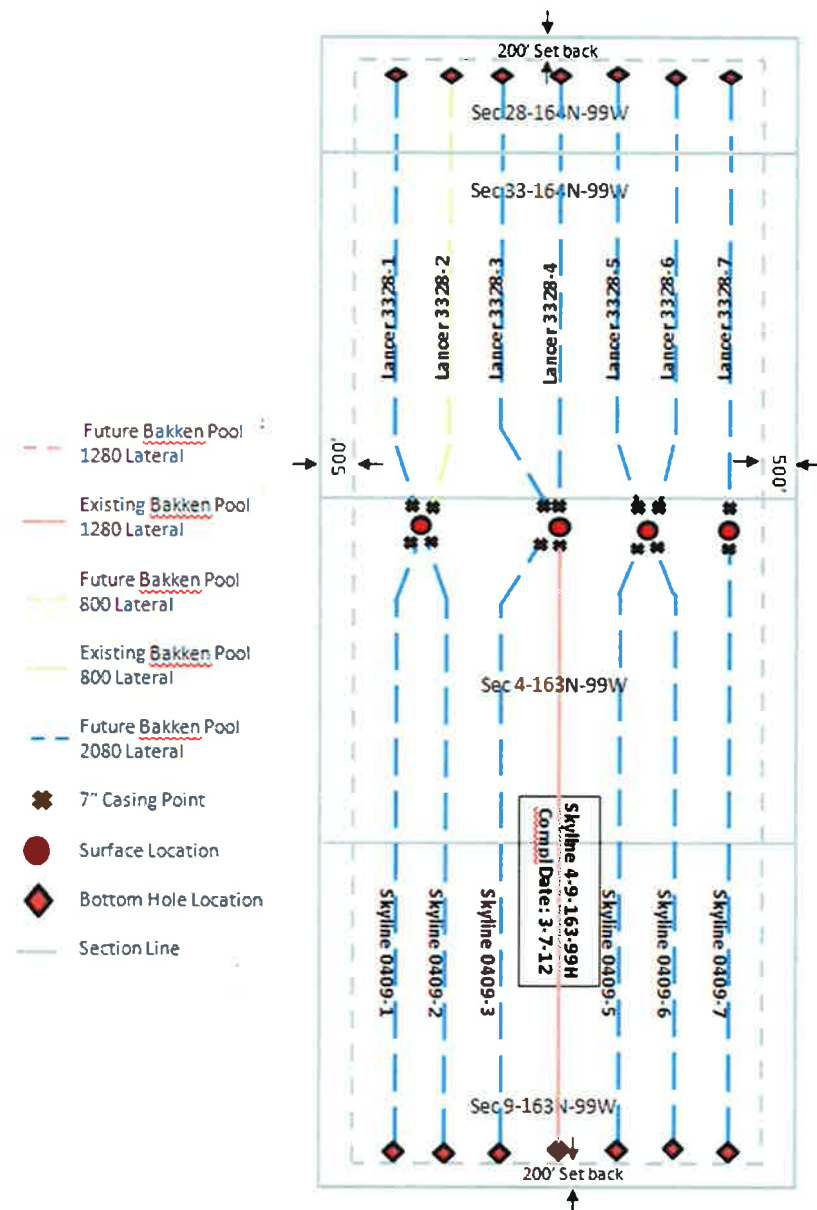 200' Set back
Sec 28-164N-99W
Sec 33-164N-99W
Lancer 3328-1
Lancer 3328-2
Lancer 3328-3
Lancer 3328-4
Lancer 3328-5
Lancer 3328-6
Lancer 3328-7
500'
500'
Future Bakken Pool
1280 Lateral
Existing Bakken Pool
1280 Lateral
Future Bakken Pool
800 Lateral
Existing Bakken Pool
800 Lateral
Future Bakken Pool
2080 Lateral
7" Casing Point
Surface Location
Bottom Hole Location
Section Line
Sec 4-163N-99W
Skyline 4-9-163-99H
Compl Date: 3-7-12
Skyline 0409-1
Skyline 0409-2
Skyline 0409-3
Skyline 0409-5
Skyline 0409-6
Skyline 0409-7
Sec 9-163N-99W
200' Set back